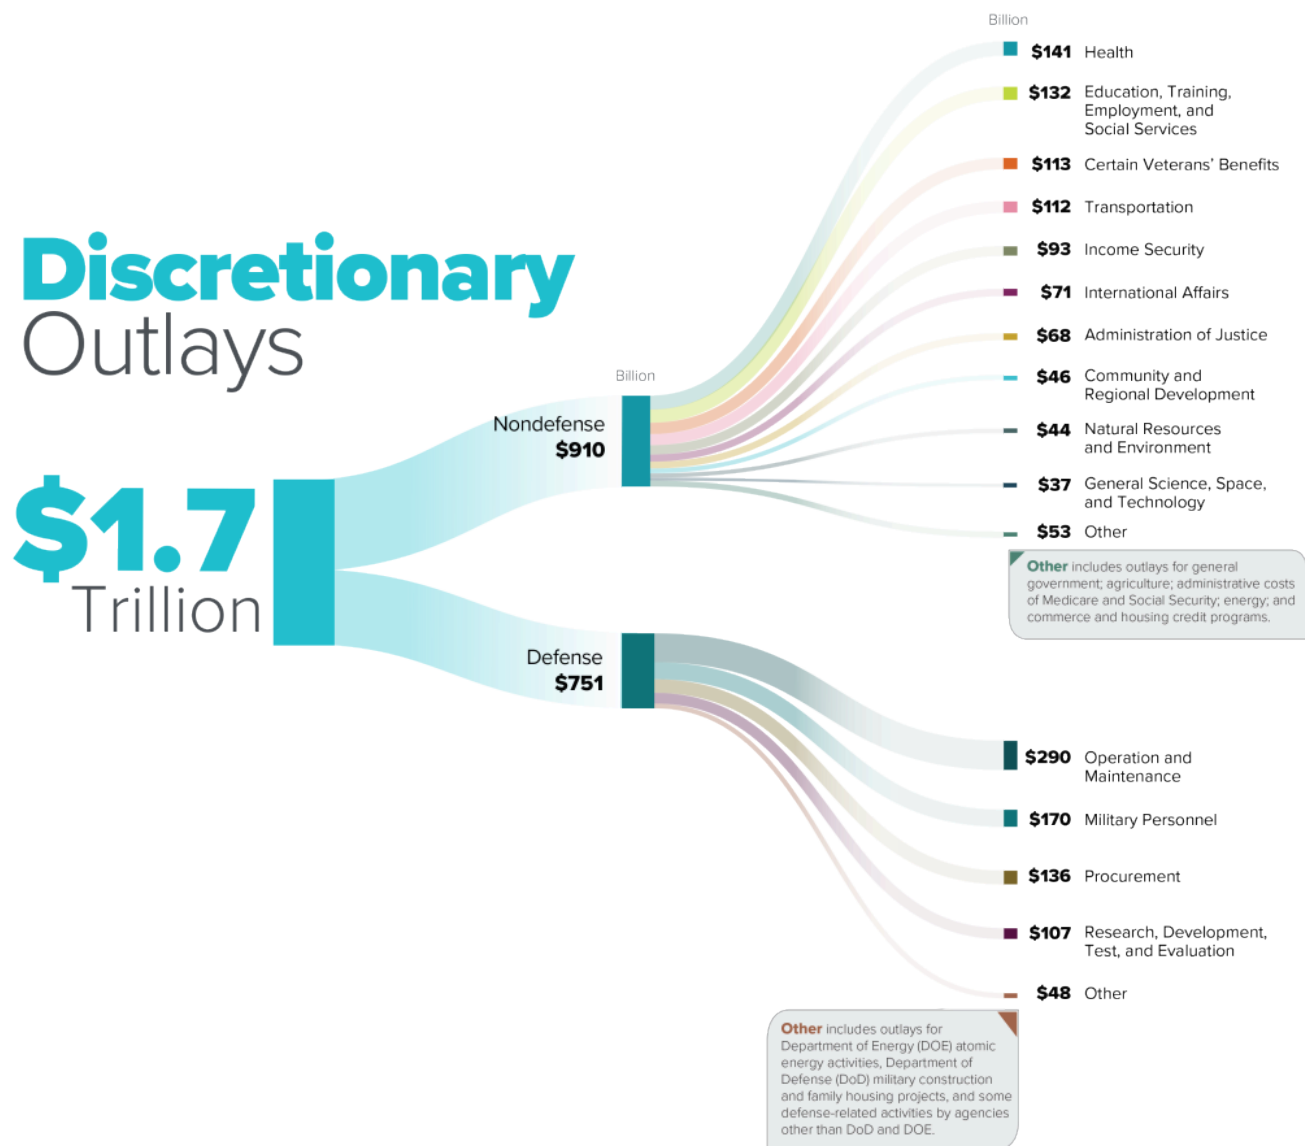 Discretionary
Outlays
$1.7
Trillion
Billion
Nondefense
$910
Defense
$751
Billion
$141 Health
$132 Education, Training,
Employment, and
Social Services
$113 Certain Veterans' Benefits
$112 Transportation
$93 Income Security
$71 International Affairs
$68 Administration of Justice
$46 Community and
Regional Development
$44 Natural Resources
and Environment
$37 General Science, Space,
and Technology
$53 Other
Other includes outlays for general
government; agriculture; administrative costs
of Medicare and Social Security; energy; and
commerce and housing credit programs.
$290 Operation and
Maintenance
$170 Military Personnel
$136 Procurement
$107 Research, Development,
Test, and Evaluation
$48 Other
Other includes outlays for
Department of Energy (DOE) atomic
energy activities, Department of
Defense (DoD) military construction
and family housing projects, and some
defense-related activities by agencies
other than DoD and DOE.